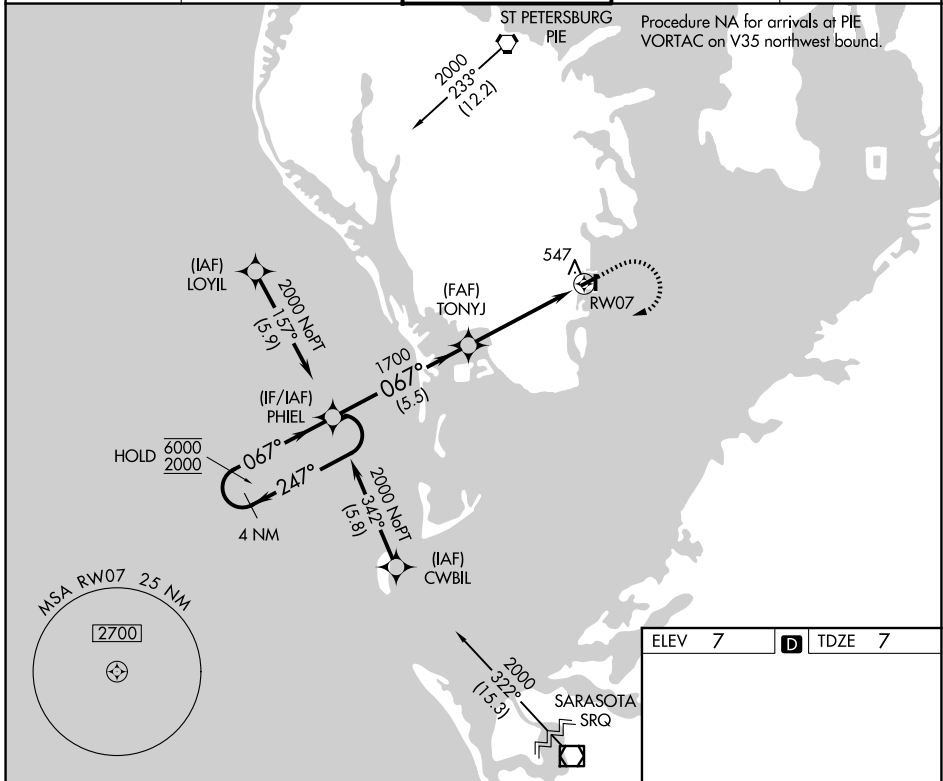 ST PETERSBURG
PIE
Procedure NA for arrivals at PIE
VORTAC on V35 northwest bound.
2000
233°
(12.2)
(IAF)
LOYIL
2000 NoPT
157°
(5.9)
547
RW07
(FAF)
TONYJ
1700
067°
(5.5)
(IF/IAF)
PHIEL
HOLD 6000
2000
067°
247°
4 NM
2000 NoPT
342°
(5.8)
(IAF)
CWBIL
MSA RW07 25 NM
2700
2000
322°
(15.3)
SARASOTA
SRQ
ELEV 7 D TDZE 7